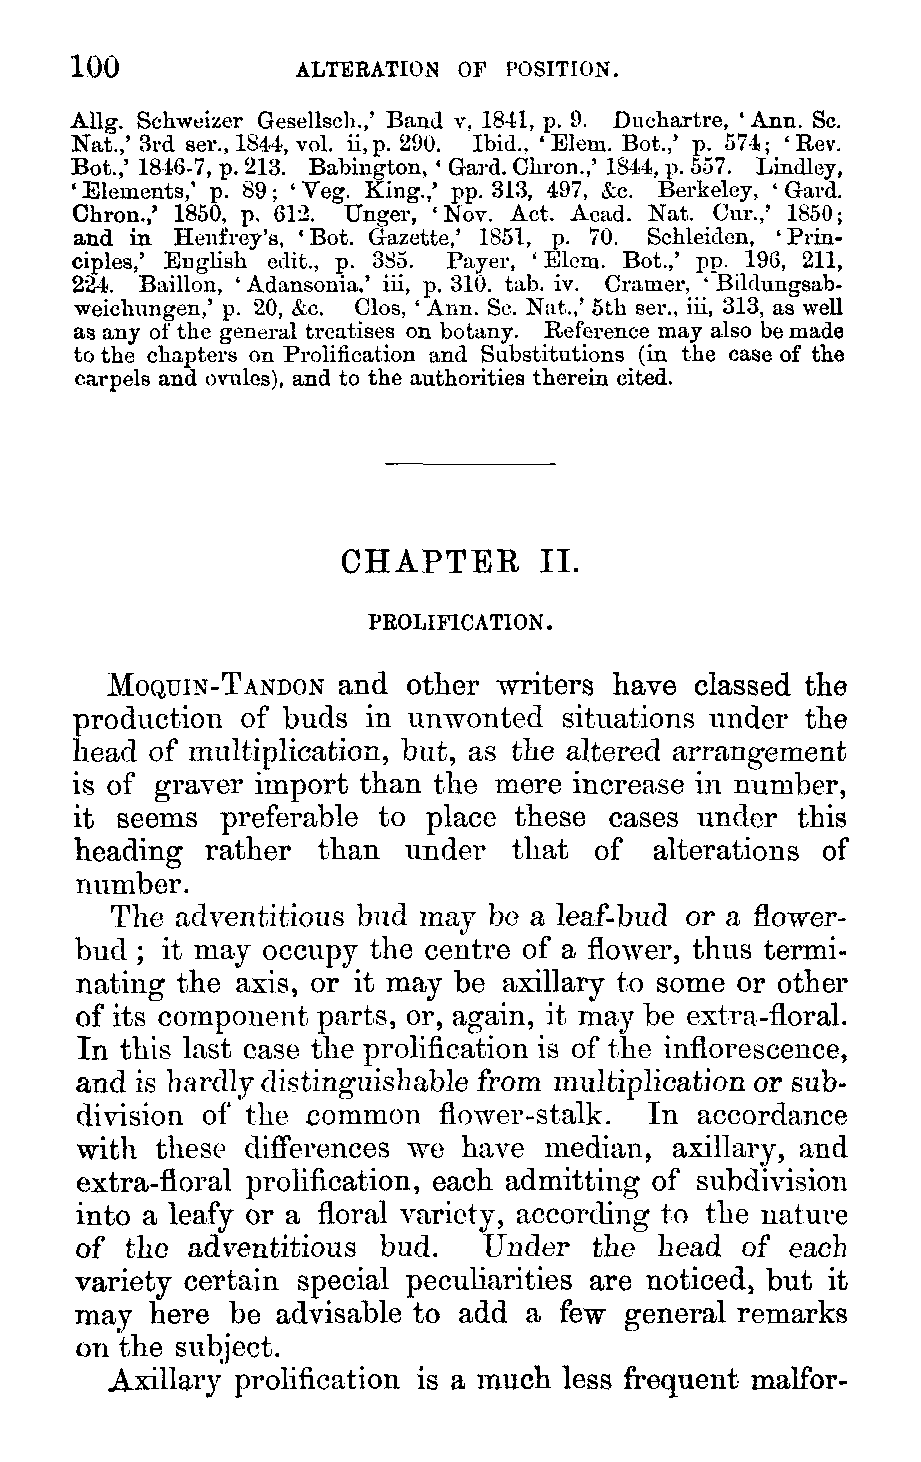 100 ALTERATION OF POSITION.
Allg. Schweizer Gesellsch.,' Band v, 1841, p. 9. Duchartre, 'Ann. Sc.
Nat.,' 3rd ser., 1844, vol. ii, p. 290. Ibid., 'Elem. Bot.,' p. 574; 'Rev.
Bot.,' 1846-7, p. 213. Babington, 'Gard. Chron.,' 1844, p. 557. Lindley,
'Elements,' p. 89; 'Veg. King.,' pp. 313, 497, &c. Berkeley, 'Gard.
Chron.,' 1850, p. 612. Unger, 'Nov. Act. Acad. Nat. Cur.,' 1850;
and in Henfrey's, 'Bot. Gazette,' 1851, p. 70. Schleiden, 'Prin-
ciples,' English edit., p. 385. Payer, 'Elem. Bot.,' pp. 196, 211,
224. Baillon, 'Adansonia,' iii, p. 310. tab. iv. Cramer, 'Bildungsab-
weichungen,' p. 20, &c. Clos, 'Ann. Sc. Nat.,' 5th ser., iii, 313, as well
as any of the general treatises on botany. Reference may also be made
to the chapters on Prolification and Substitutions (in the case of the
carpels and ovules), and to the authorities therein cited.
CHAPTER II.
PROLIFICATION.
MOQUIN-TANDON and other writers have classed the
production of buds in unwonted situations under the
head of multiplication, but, as the altered arrangement
is of graver import than the mere increase in number,
it seems preferable to place these cases under this
heading rather than under that of alterations of
number.
The adventitious bud may be a leaf-bud or a flower-
bud ; it may occupy the centre of a flower, thus termi-
nating the axis, or it may be axillary to some or other
of its component parts, or, again, it may be extra-floral.
In this last case the prolification is of the inflorescence,
and is hardly distinguishable from multiplication or sub-
division of the common flower-stalk. In accordance
with these differences we have median, axillary, and
extra-floral prolification, each admitting of subdivision
into a leafy or a floral variety, according to the nature
of the adventitious bud. Under the head of each
variety certain special peculiarities are noticed, but it
may here be advisable to add a few general remarks
on the subject.
Axillary prolification is a much less frequent malfor-